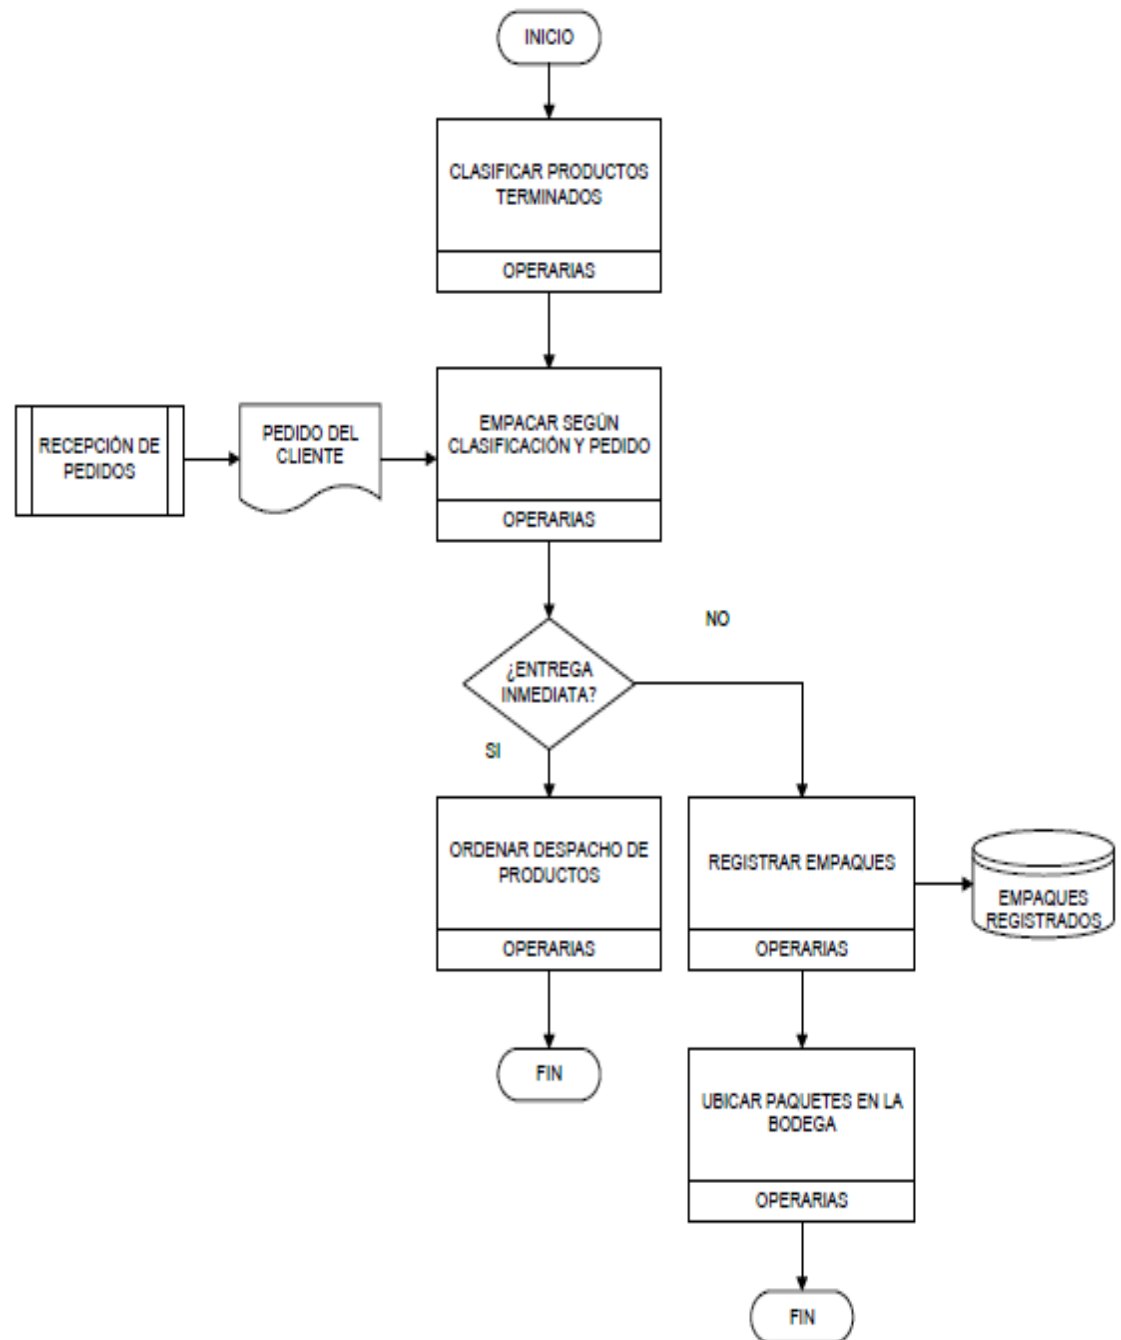 INICIO
CLASIFICAR PRODUCTOS
TERMINADOS
OPERARIAS
RECEPCIÓN DE
PEDIDOS
PEDIDO DEL
CLIENTE
EMPACAR SEGÚN
CLASIFICACIÓN Y PEDIDO
OPERARIAS
NO
¿ENTREGA
INMEDIATA?
SI
ORDENAR DESPACHO DE
PRODUCTOS
OPERARIAS
REGISTRAR EMPAQUES
OPERARIAS
EMPAQUES
REGISTRADOS
FIN
UBICAR PAQUETES EN LA
BODEGA
OPERARIAS
FIN